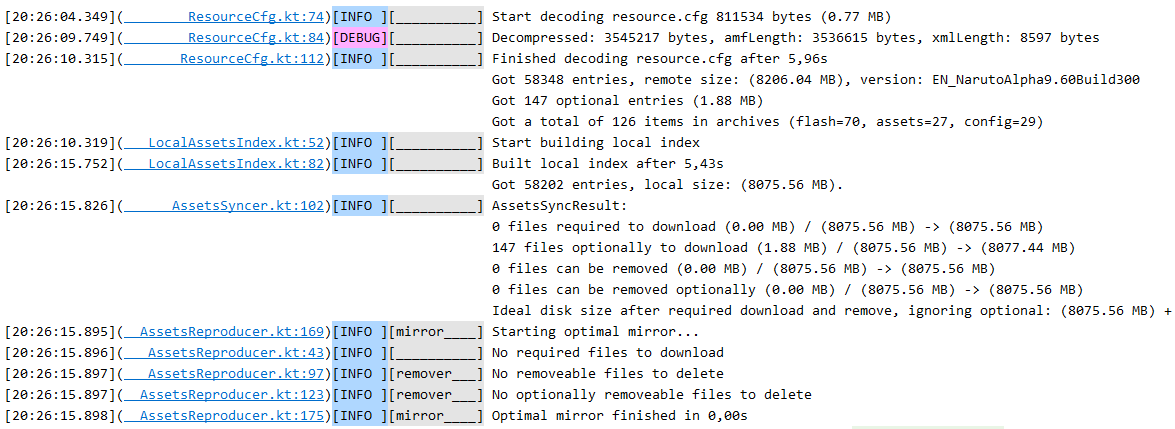 [20:26:04.349](________ResourceCfg.kt:74)[INFO ][__________] Start decoding resource.cfg 811534 bytes (0.77 MB)
[20:26:09.749](________ResourceCfg.kt:84)[DEBUG][__________] Decompressed: 3545217 bytes, amfLength: 3536615 bytes, xmlLength: 8597 bytes
[20:26:10.315](_______ResourceCfg.kt:112)[INFO ][__________] Finished decoding resource.cfg after 5,96s
Got 58348 entries, remote size: (8206.04 MB), version: EN_NarutoAlpha9.60Build300
Got 147 optional entries (1.88 MB)
Got a total of 126 items in archives (flash=70, assets=27, config=29)
[20:26:10.319](___LocalAssetsIndex.kt:52)[INFO ][__________] Start building local index
[20:26:15.752](___LocalAssetsIndex.kt:82)[INFO ][__________] Built local index after 5,43s
Got 58202 entries, local size: (8075.56 MB).
[20:26:15.826](______AssetsSyncer.kt:102)[INFO ][__________] AssetsSyncResult:
0 files required to download (0.00 MB) / (8075.56 MB) -> (8075.56 MB)
147 files optionally to download (1.88 MB) / (8075.56 MB) -> (8077.44 MB)
0 files can be removed (0.00 MB) / (8075.56 MB) -> (8075.56 MB)
0 files can be removed optionally (0.00 MB) / (8075.56 MB) -> (8075.56 MB)
Ideal disk size after required download and remove, ignoring optional: (8075.56 MB) +
[20:26:15.895](__AssetsReproducer.kt:169)[INFO ][mirror____] Starting optimal mirror...
[20:26:15.896](___AssetsReproducer.kt:43)[INFO ][__________] No required files to download
[20:26:15.897](___AssetsReproducer.kt:97)[INFO ][remover___] No removeable files to delete
[20:26:15.897](__AssetsReproducer.kt:123)[INFO ][remover___] No optionally removeable files to delete
[20:26:15.898](__AssetsReproducer.kt:175)[INFO ][mirror____] Optimal mirror finished in 0,00s